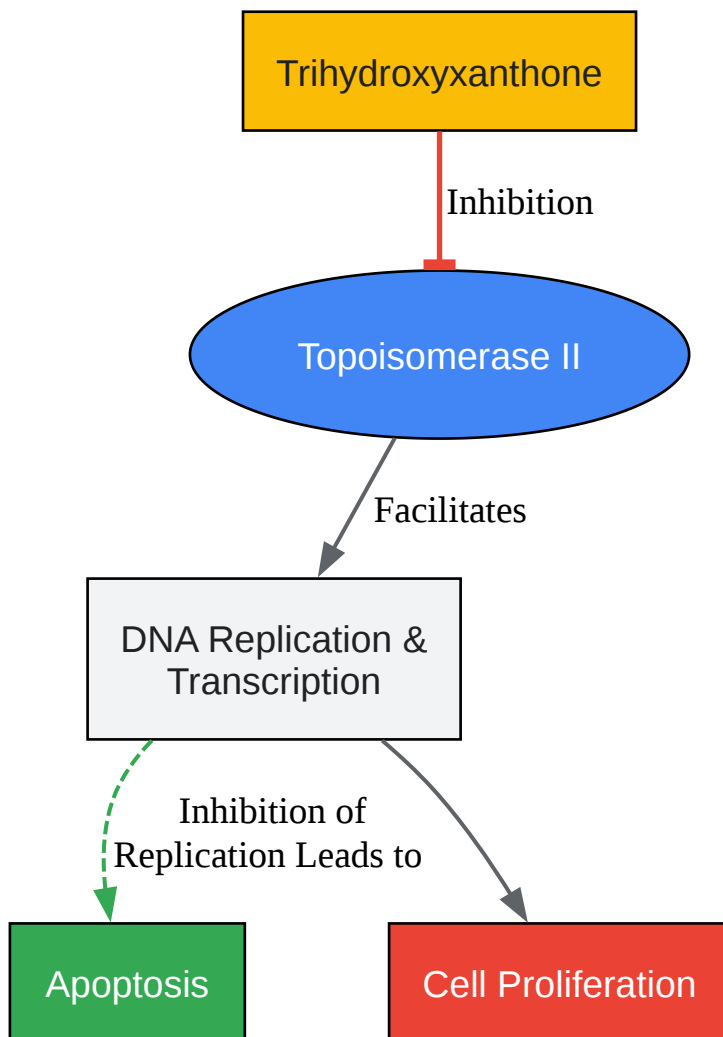 Trihydroxyxanthone
Inhibition
Topoisomerase II
Facilitates
DNA Replication &
Transcription
Inhibition of
Replication Leads to
Apoptosis
Cell Proliferation